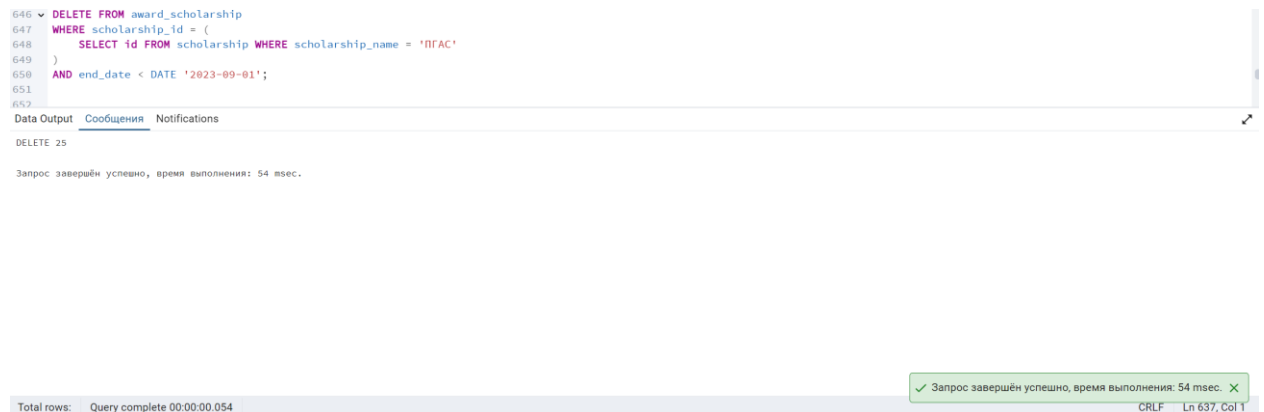 646 DELETE FROM award_scholarship
647 WHERE scholarship_id = (
648 SELECT id FROM scholarship WHERE scholarship_name = 'ПГАС'
649 )
650 AND end_date < DATE '2023-09-01';
651
652
Data Output Сообщения Notifications
DELETE 25
Запрос завершён успешно, время выполнения: 54 msec.
Запрос завершён успешно, время выполнения: 54 msec.
Total rows: Query complete 00:00:00.054 CRLF Ln 637, Col 1